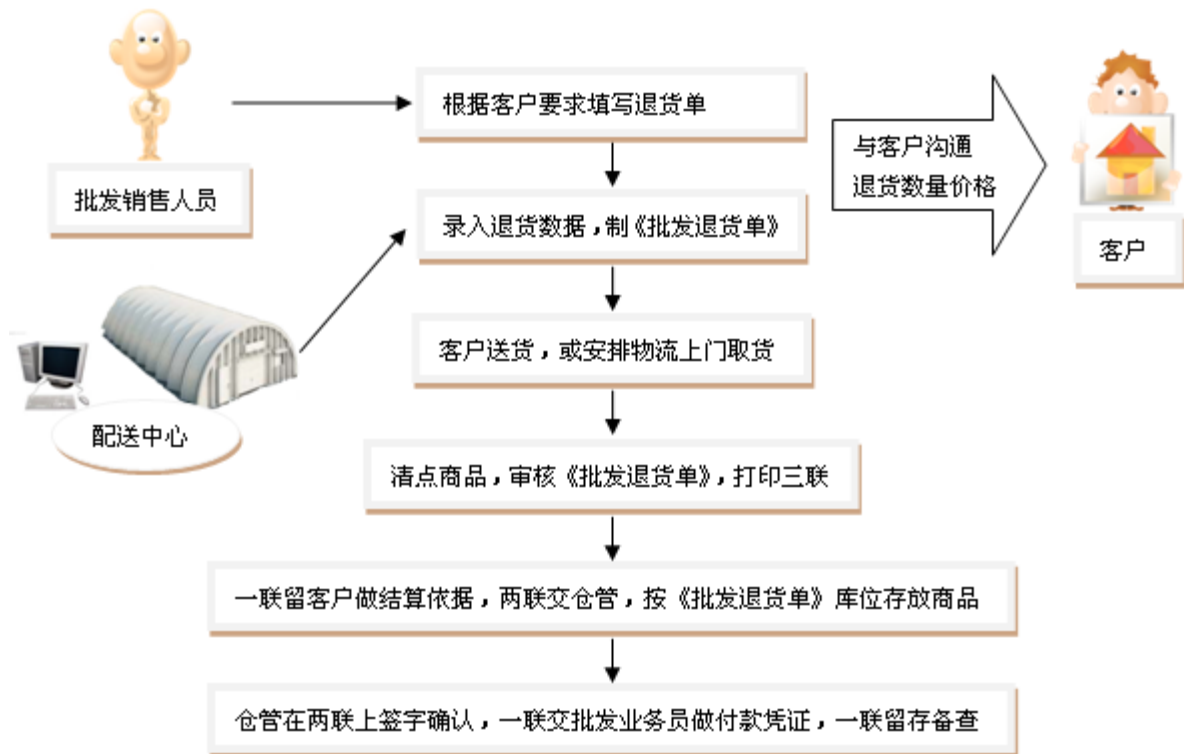 根据客户要求填写退货单
与客户沟通
退货数量价格
批发销售人员
录入退货数据，制《批发退货单》
客户
客户送货，或安排物流上门取货
配送中心
清点商品，审核《批发退货单》，打印三联
一联留客户做结算依据，两联交仓管，按《批发退货单》库位存放商品
仓管在两联上签字确认，一联交批发业务员做付款凭证，一联留存备查